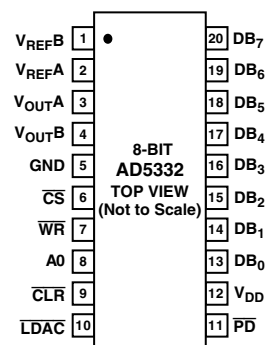 VREFB 1 20 DB7
VREFA 2 19 DB6
VOUTA 3 18 DB5
VOUTB 4 17 DB4
GND 5 16 DB3
8-BIT
AD5332
TOP VIEW
(Not to Scale)
CS 6 15 DB2
WR 7 14 DB1
A0 8 13 DB0
CLR 9 12 VDD
LDAC 10 11 PD